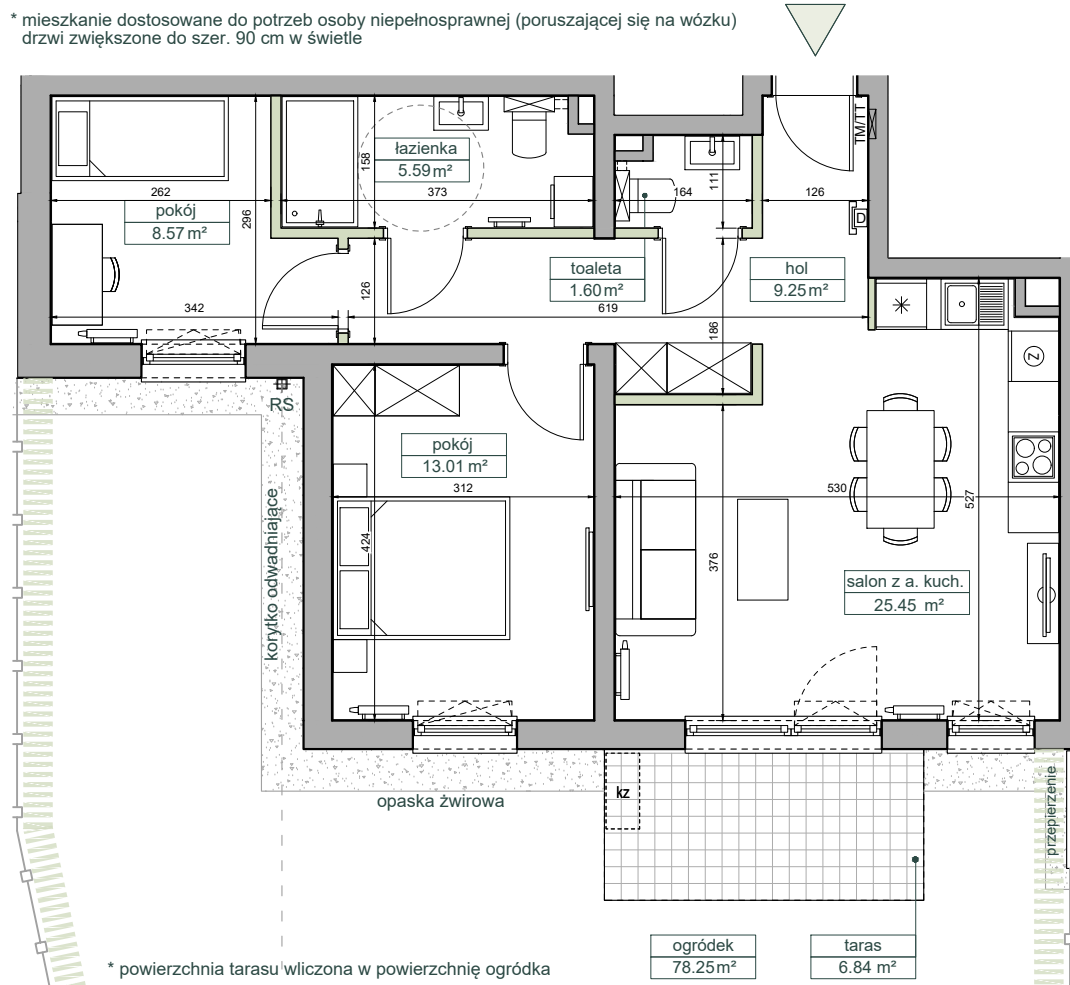 * mieszkanie dostosowane do potrzeb osoby niepełnosprawnej (poruszającej się na wózku)
drzwi zwiększone do szer. 90 cm w świetle
TM/TT
łazienka
5.59 m²
158
373
111
164
126
262
296
pokój
8.57 m²
D
toaleta
1.60 m²
hol
9.25 m²
126
342
619
186
Z
RS
pokój
13.01 m²
312
530
527
424
376
korytko odwadniające
salon z a. kuch.
25.45 m²
kz
opaska żwirowa
przepierzenie
ogródek
78.25 m²
taras
6.84 m²
* powierzchnia tarasu wliczona w powierzchnię ogródka